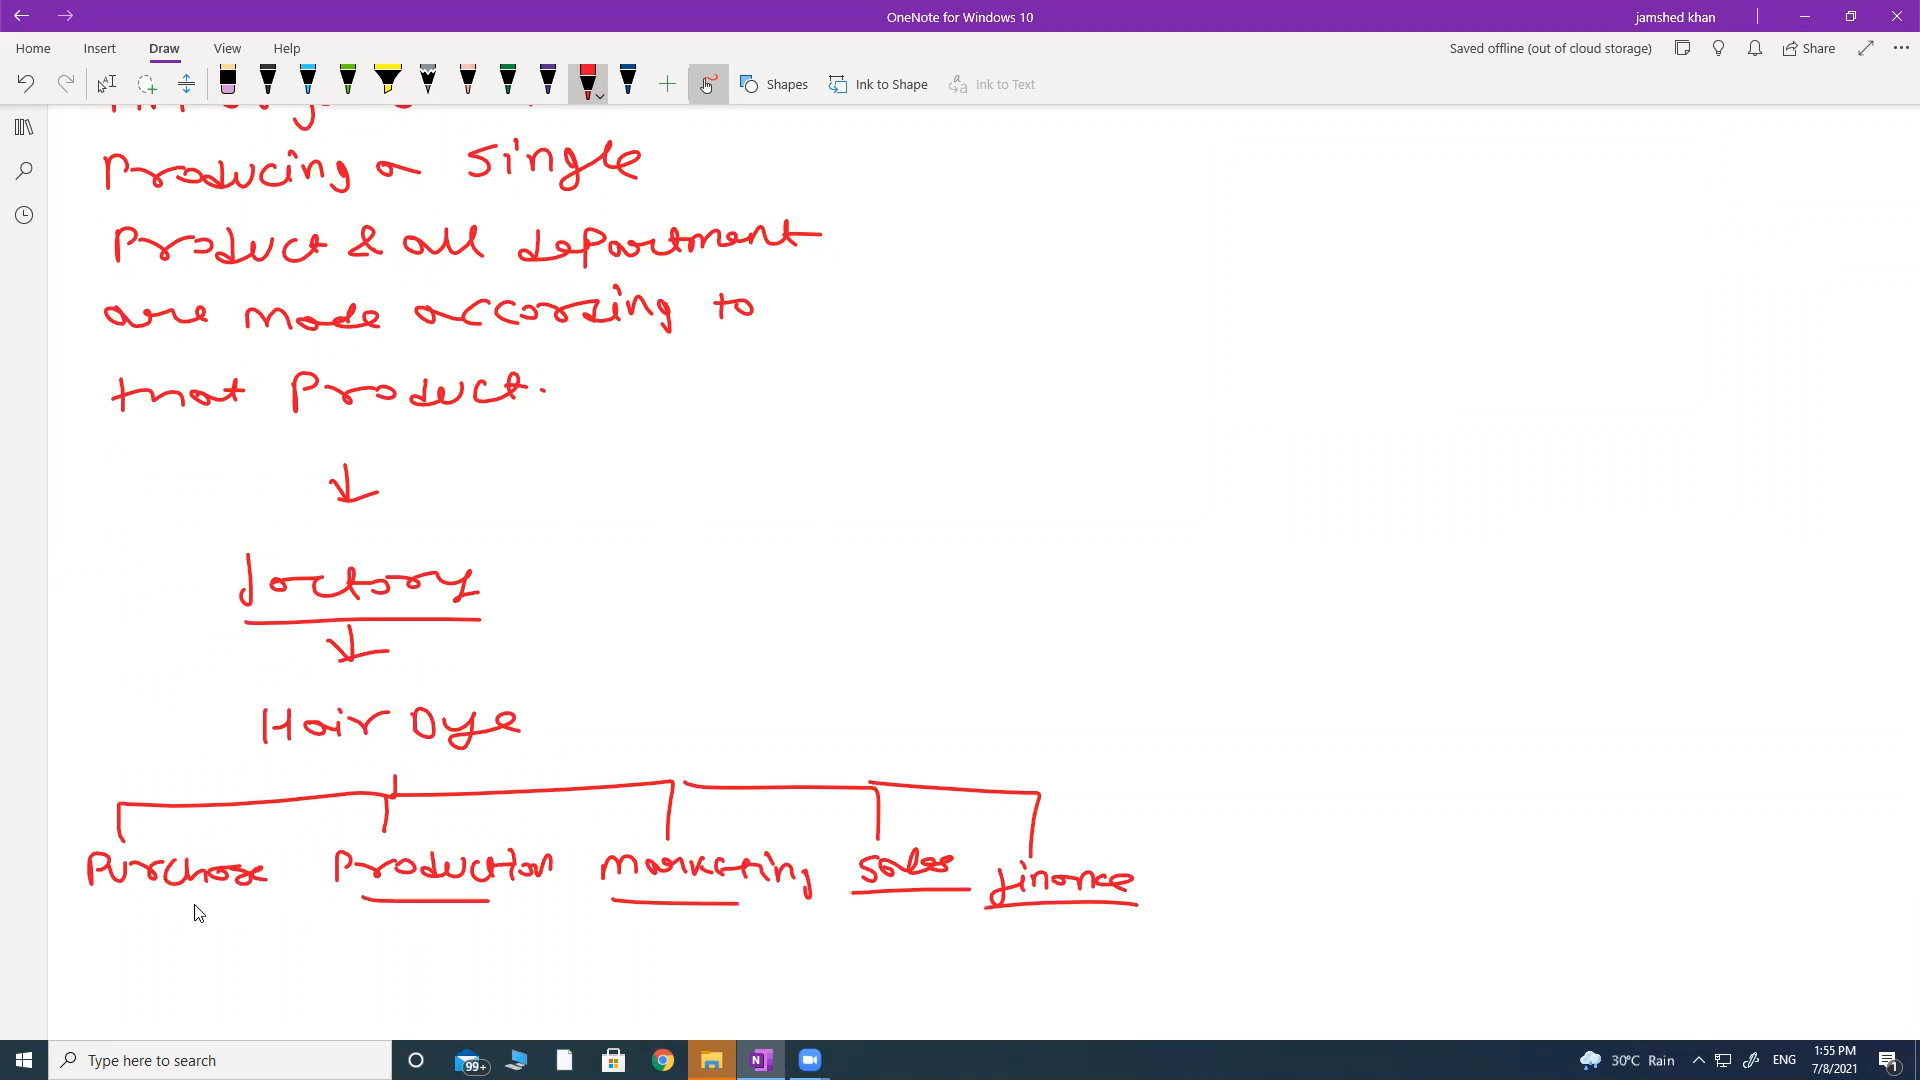 OneNote for Windows 10
jamshed khan
Home Insert Draw View Help
Saved offline (out of cloud storage)
Share
Shapes
Ink to Shape
Ink to Text
Producing a Single
Product & all department
are made according to
that Product.
factory
Hair Dye
Purchase Production marketing sales finance
Type here to search
99+
30°C Rain
ENG
1:55 PM
7/8/2021
1